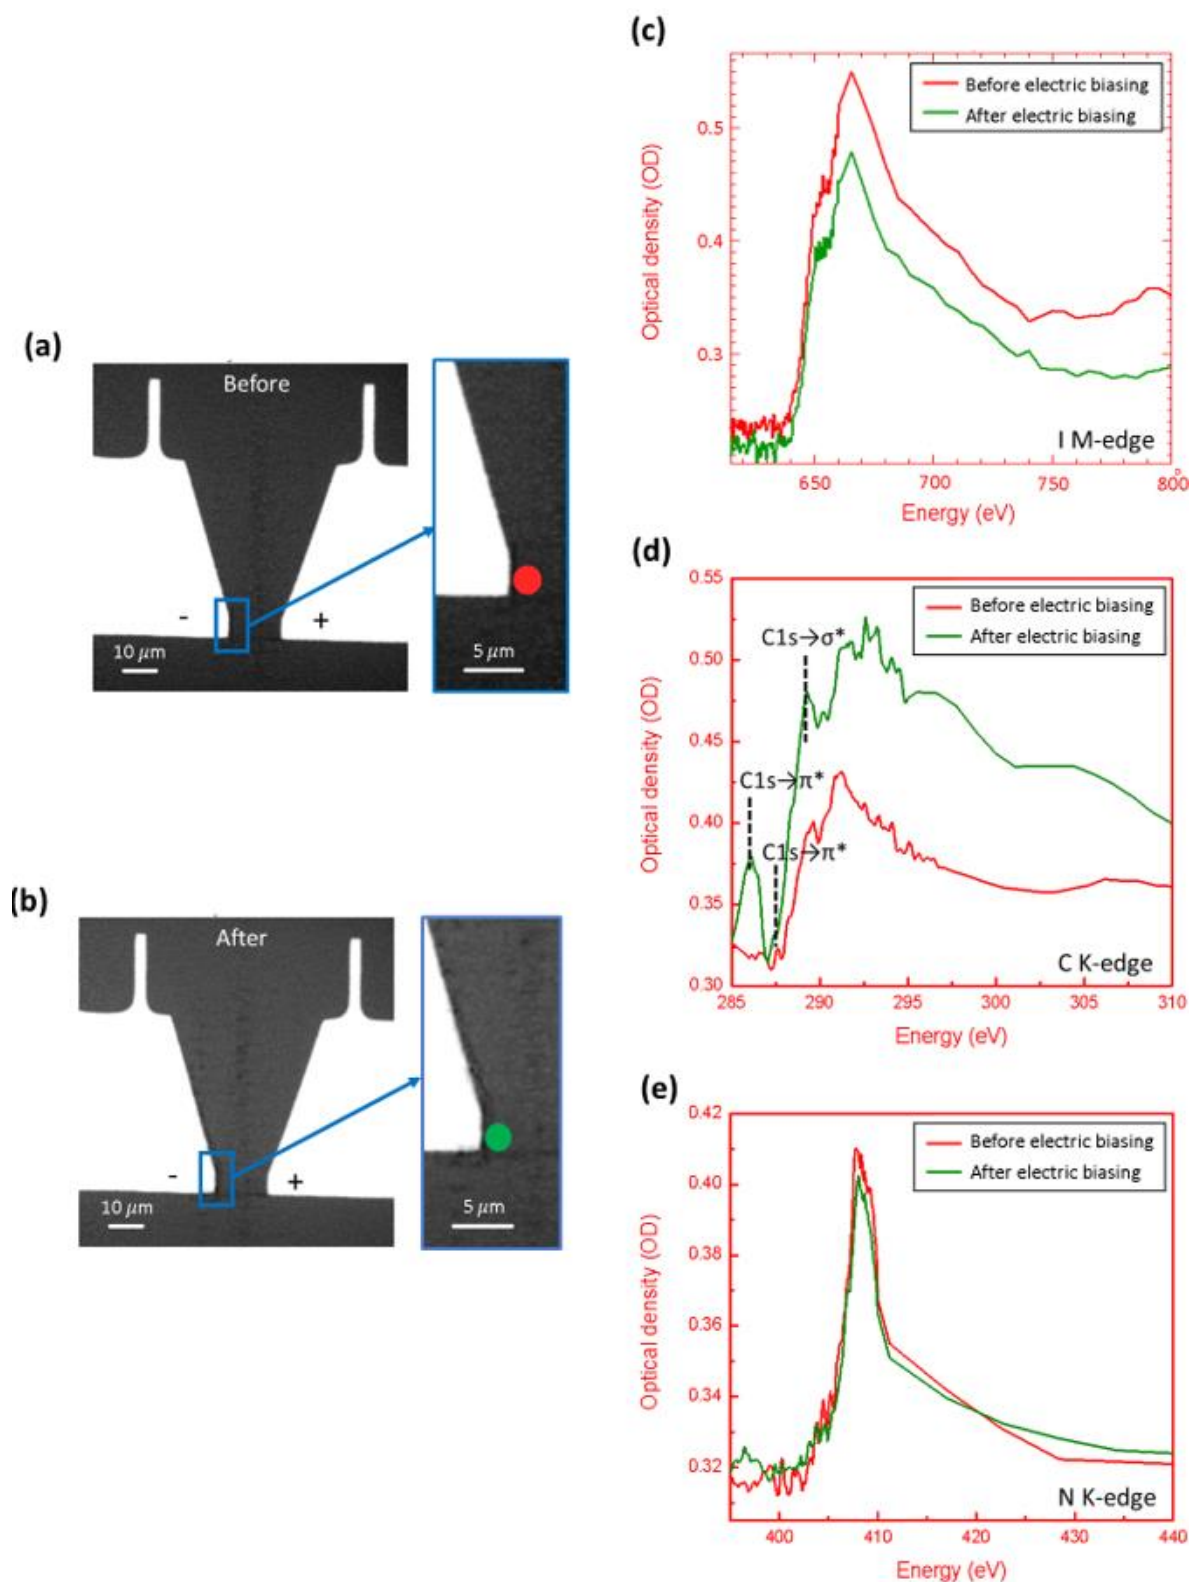 (a)
Before
-
+
10 μm
5 μm
(b)
After
-
+
10 μm
5 μm
(c)
Before electric biasing
After electric biasing
Optical density (OD)
0.5
0.4
0.3
650
700
750
800
Energy (eV)
I M-edge
(d)
Before electric biasing
After electric biasing
Optical density (OD)
0.55
0.50
0.45
0.40
0.35
0.30
C1s→σ*
C1s→π*
C1s→π*
C K-edge
285
290
295
300
305
310
Energy (eV)
(e)
Before electric biasing
After electric biasing
Optical density (OD)
0.42
0.40
0.38
0.36
0.34
0.32
N K-edge
400
410
420
430
440
Energy (eV)